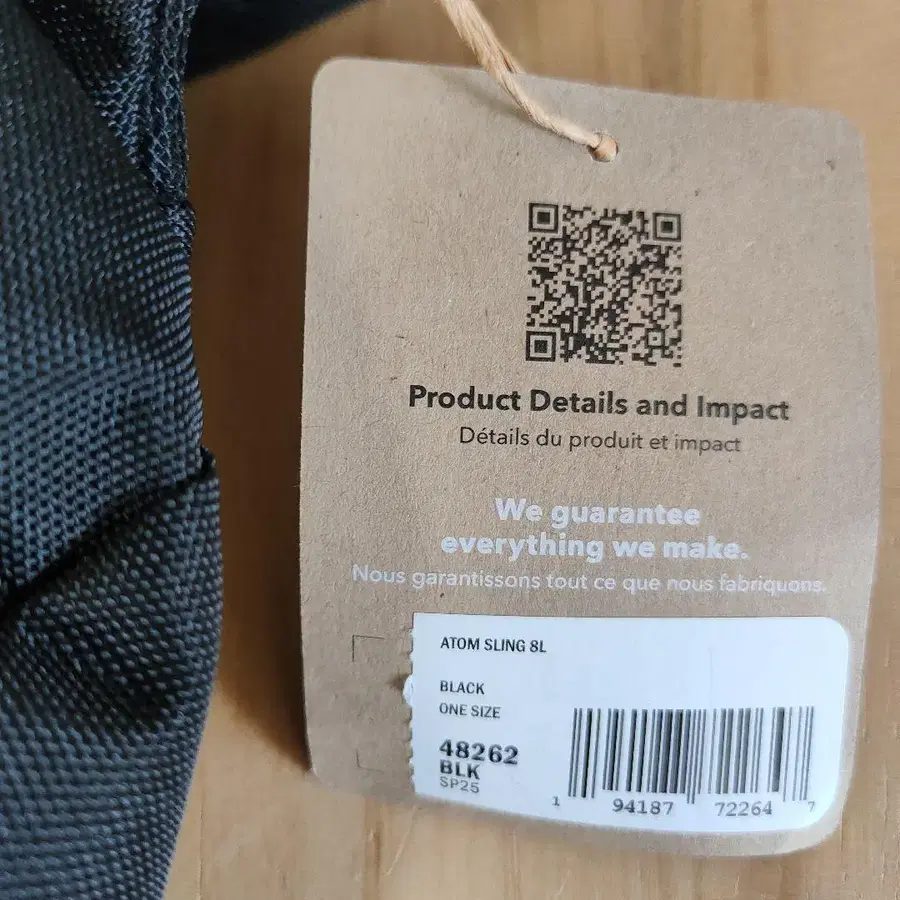 Product Details and Impact
Détails du produit et impact
We guarantee
everything we make.
Nous garantissons tout ce que nous fabriquons.
ATOM SLING 8L
BLACK
ONE SIZE
48262
BLK
SP25
1 94187 72264 7